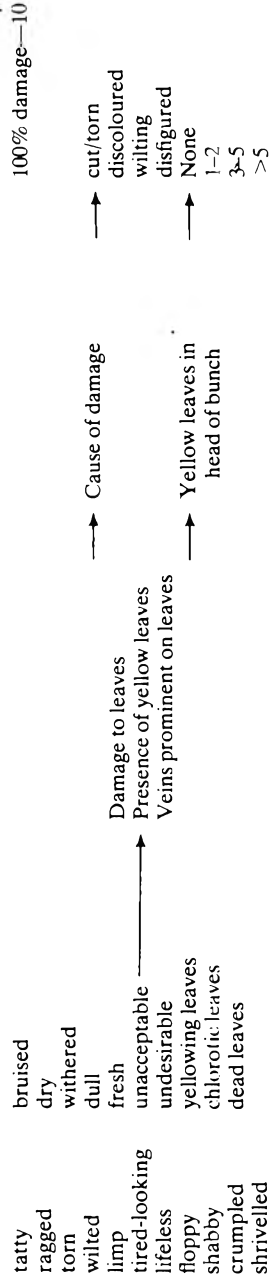 tatty
ragged
torn
wilted
limp
tired-looking
lifeless
floppy
shabby
crumpled
shrivelled
bruised
dry
withered
dull
fresh
unacceptable
undesirable
yellowing leaves
chlorotic leaves
dead leaves
Damage to leaves
Presence of yellow leaves
Veins prominent on leaves
Cause of damage
Yellow leaves in
head of bunch
100% damage—10
cut/torn
discoloured
wilting
disfigured
None
1–2
3–5
>5